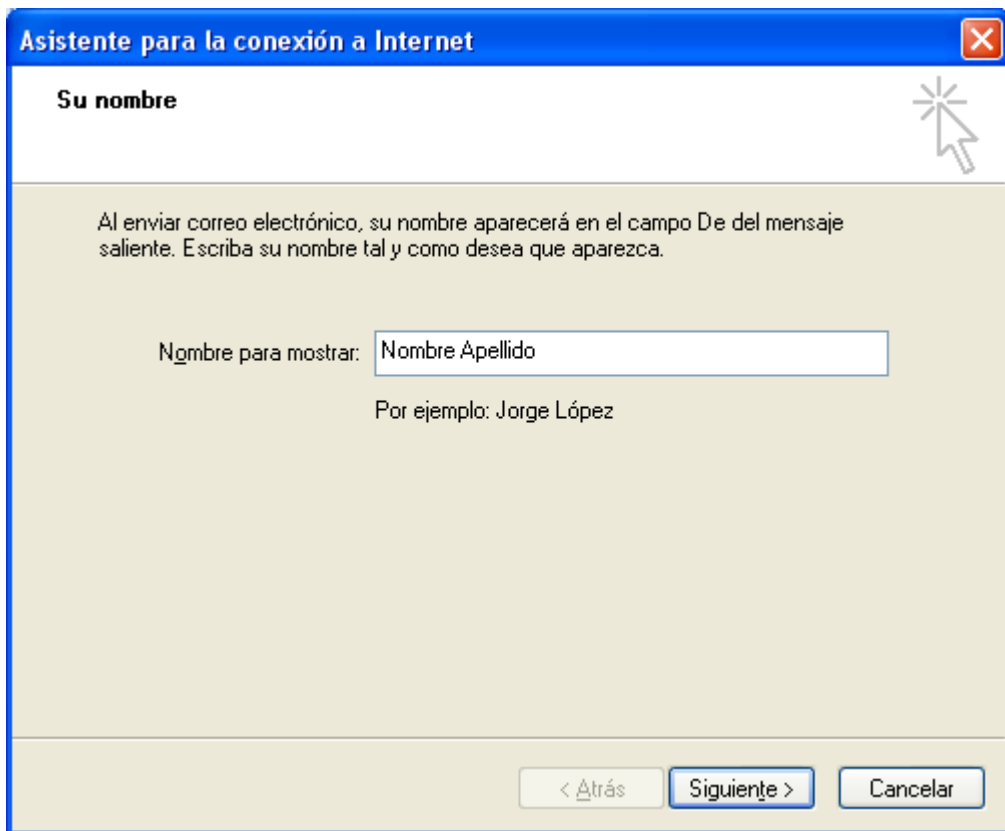 Asistente para la conexión a Internet
Su nombre
Al enviar correo electrónico, su nombre aparecerá en el campo De del mensaje
saliente. Escriba su nombre tal y como desea que aparezca.
Nombre para mostrar: Nombre Apellido
Por ejemplo: Jorge López
< Atrás Siguiente > Cancelar